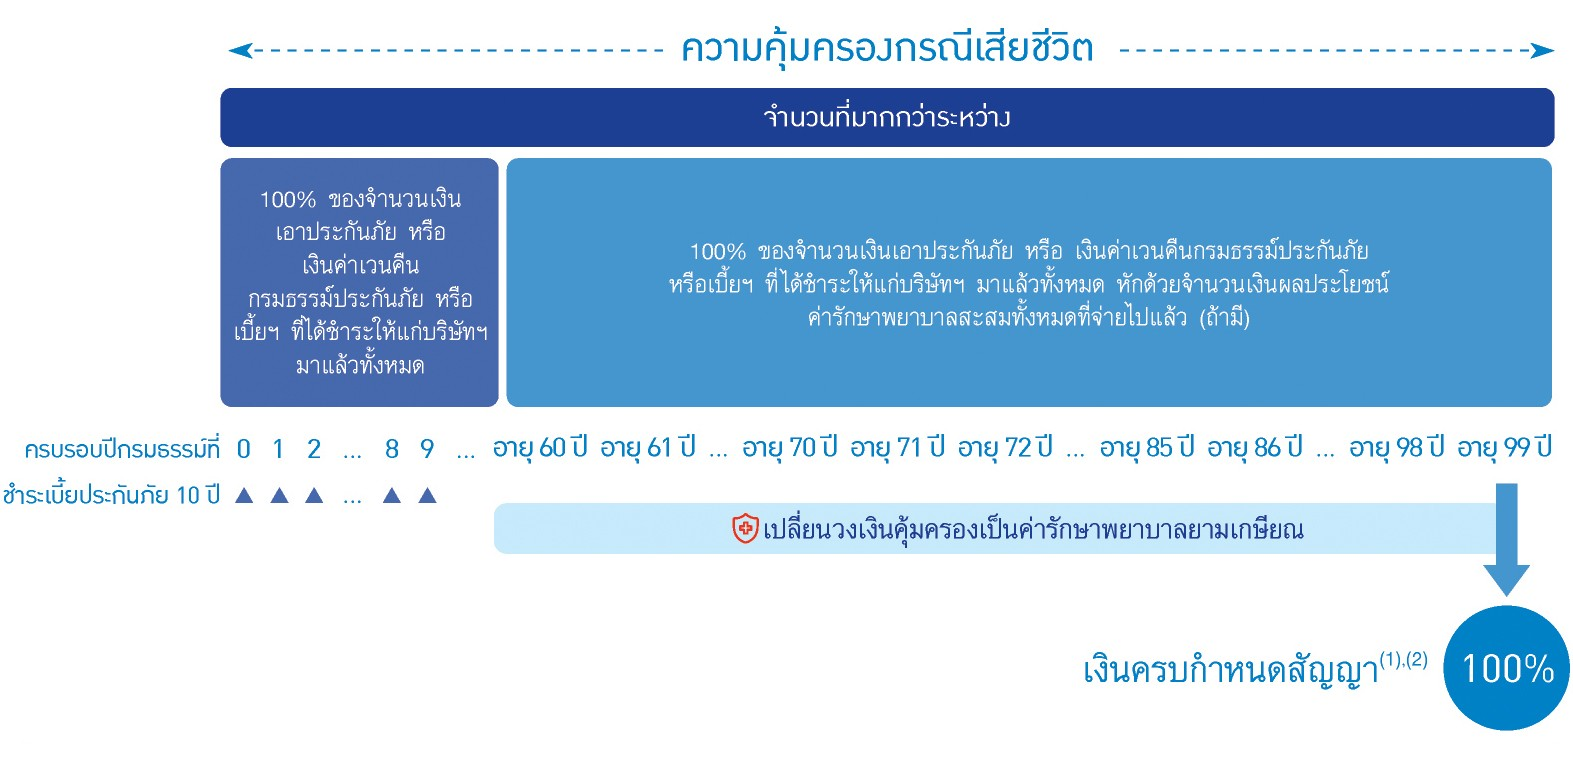 ความคุ้มครองกรณีเสียชีวิต
จำนวนที่มากกว่าระหว่าง
100% ของจำนวนเงิน
เอาประกันภัย หรือ
เงินค่าเวนคืน
กรมธรรม์ประกันภัย หรือ
เบี้ยฯ ที่ได้ชำระให้แก่บริษัทฯ
มาแล้วทั้งหมด
100% ของจำนวนเงินเอาประกันภัย หรือ เงินค่าเวนคืนกรมธรรม์ประกันภัย
หรือเบี้ยฯ ที่ได้ชำระให้แก่บริษัทฯ มาแล้วทั้งหมด หักด้วยจำนวนเงินผลประโยชน์
ค่ารักษาพยาบาลสะสมทั้งหมดที่จ่ายไปแล้ว (ถ้ามี)
ครบรอบปีกรมธรรม์ที่ 0 1 2 ... 8 9 ... อายุ 60 ปี อายุ 61 ปี ... อายุ 70 ปี อายุ 71 ปี อายุ 72 ปี ... อายุ 85 ปี อายุ 86 ปี ... อายุ 98 ปี อายุ 99 ปี
ชำระเบี้ยประกันภัย 10 ปี ▲ ▲ ▲ ... ▲ ▲
เปลี่ยนวงเงินคุ้มครองเป็นค่ารักษาพยาบาลยามเกษียณ
เงินครบกำหนดสัญญา(1),(2) 100%